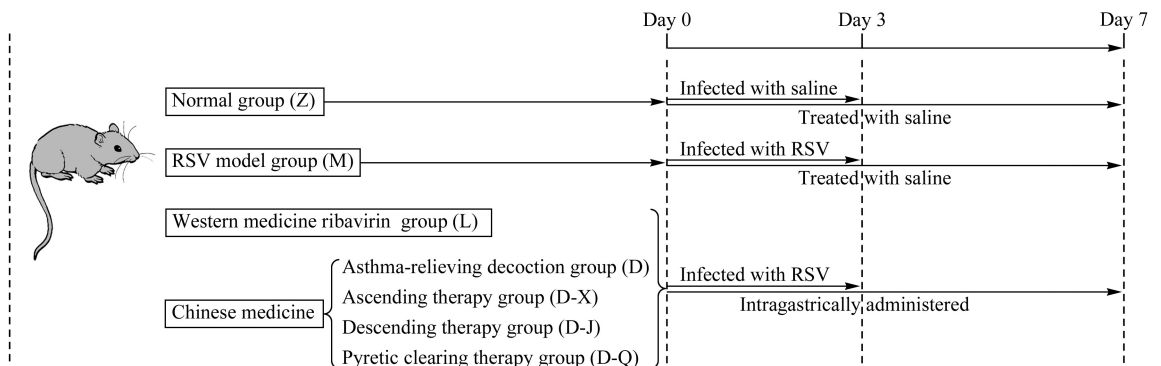 Day 0 Day 3 Day 7
Normal group (Z)
Infected with saline
Treated with saline
RSV model group (M)
Infected with RSV
Treated with saline
Western medicine ribavirin group (L)
Chinese medicine
Asthma-relieving decoction group (D)
Ascending therapy group (D-X)
Descending therapy group (D-J)
Pyretic clearing therapy group (D-Q)
Infected with RSV
Intragastrically administered